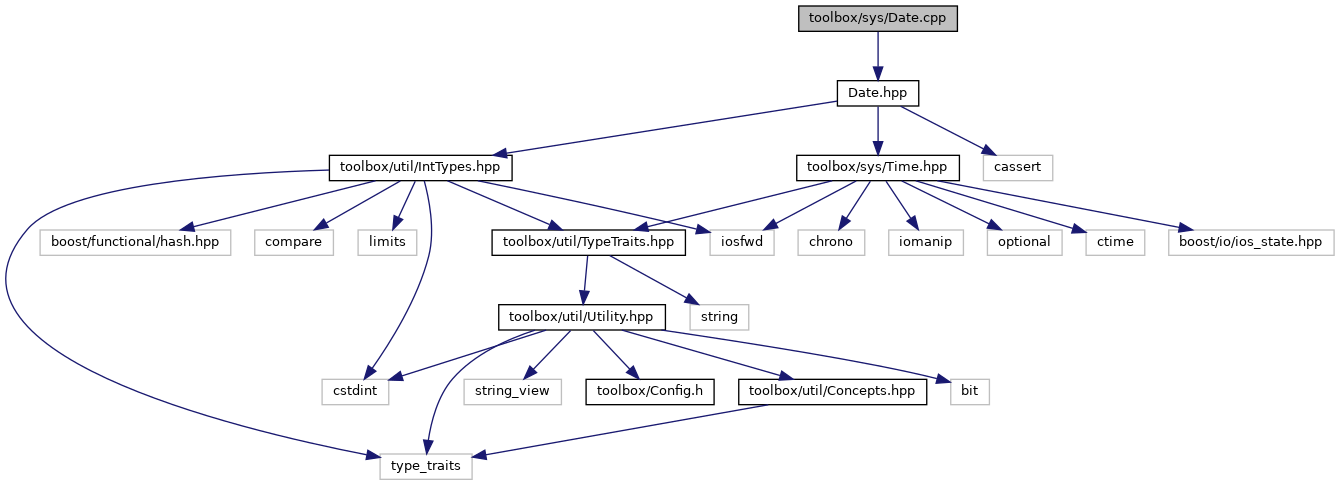 toolbox/sys/Date.cpp
Date.hpp
toolbox/util/IntTypes.hpp
toolbox/sys/Time.hpp
cassert
boost/functional/hash.hpp
compare
limits
toolbox/util/TypeTraits.hpp
iosfwd
chrono
iomanip
optional
ctime
boost/io/ios_state.hpp
toolbox/util/Utility.hpp
string
cstdint
string_view
toolbox/Config.h
toolbox/util/Concepts.hpp
bit
type_traits